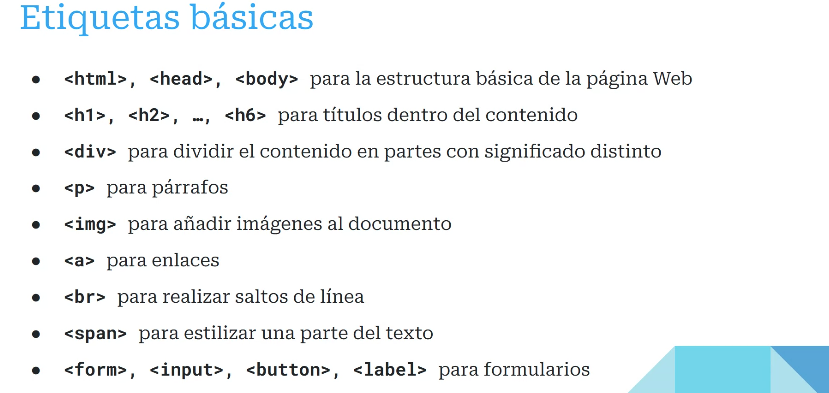 Etiquetas básicas
● <html>, <head>, <body> para la estructura básica de la página Web
● <h1>, <h2>, …, <h6> para títulos dentro del contenido
● <div> para dividir el contenido en partes con significado distinto
● <p> para párrafos
● <img> para añadir imágenes al documento
● <a> para enlaces
● <br> para realizar saltos de línea
● <span> para estilizar una parte del texto
● <form>, <input>, <button>, <label> para formularios